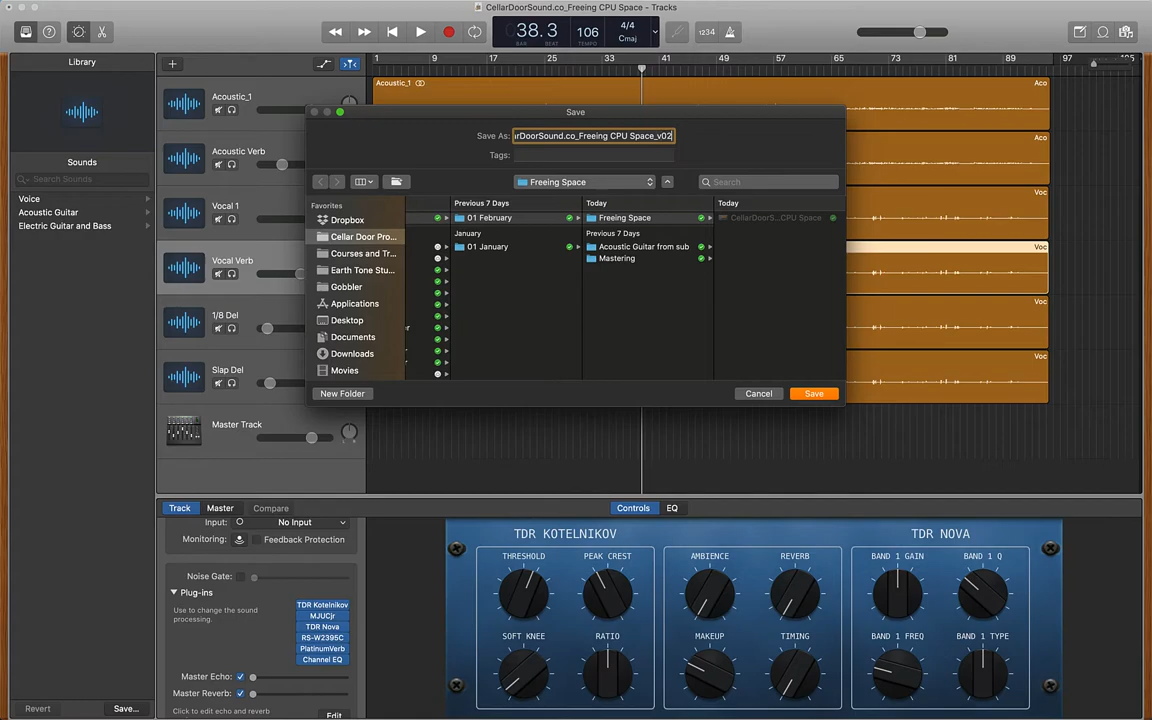 CellarDoorSound.co_Freeing CPU Space - Tracks
38.3
BAR
BEAT
106
TEMPO
4/4
Cmaj
1234
Library
Sounds
Search Sounds
Voice
Acoustic Guitar
Electric Guitar and Bass
Revert
Save...
1
9
17
25
33
41
49
57
65
73
81
89
97
105
Acoustic_1
Acoustic Verb
Vocal 1
Vocal Verb
1/8 Del
Slap Del
Master Track
L R
Acoustic_1
Aco
Aco
Voc
Voc
Voc
Voc
Save
Save As:
rDoorSound.co_Freeing CPU Space_v02
Tags:
Freeing Space
Search
Favorites
Dropbox
Cellar Door Pro...
Courses and Tr...
Earth Tone Stu...
Gobbler
Applications
Desktop
Documents
Downloads
Movies
Previous 7 Days
01 February
January
01 January
Today
Freeing Space
Previous 7 Days
Acoustic Guitar from sub
Mastering
Today
CellarDoorS...CPU Space
New Folder
Cancel
Save
Track
Master
Compare
Controls
EQ
Input:
No Input
Monitoring:
Feedback Protection
Noise Gate:
Plug-ins
Use to change the sound
processing.
TDR Kotelnikov
MJUCjr
TDR Nova
RS-W2395C
PlatinumVerb
Channel EQ
Master Echo:
Master Reverb:
Click to edit echo and reverb
Edit
TDR KOTELNIKOV
TDR NOVA
THRESHOLD
PEAK CREST
AMBIENCE
REVERB
BAND 1 GAIN
BAND 1 Q
SOFT KNEE
RATIO
MAKEUP
TIMING
BAND 1 FREQ
BAND 1 TYPE